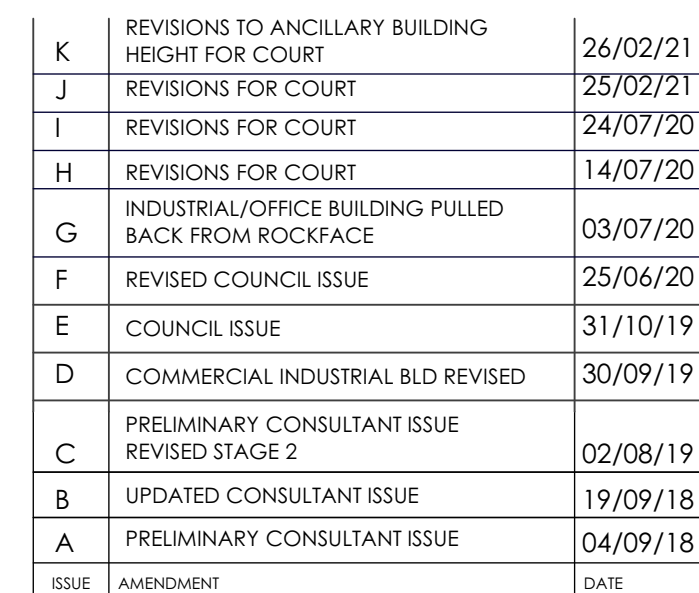 REVISIONS TO ANCILLARY BUILDING
K HEIGHT FOR COURT 26/02/21
J REVISIONS FOR COURT 25/02/21
I REVISIONS FOR COURT 24/07/20
H REVISIONS FOR COURT 14/07/20
INDUSTRIAL/OFFICE BUILDING PULLED
G BACK FROM ROCKFACE 03/07/20
F REVISED COUNCIL ISSUE 25/06/20
E COUNCIL ISSUE 31/10/19
D COMMERCIAL INDUSTRIAL BLD REVISED 30/09/19
PRELIMINARY CONSULTANT ISSUE
C REVISED STAGE 2 02/08/19
B UPDATED CONSULTANT ISSUE 19/09/18
A PRELIMINARY CONSULTANT ISSUE 04/09/18
ISSUE AMENDMENT DATE